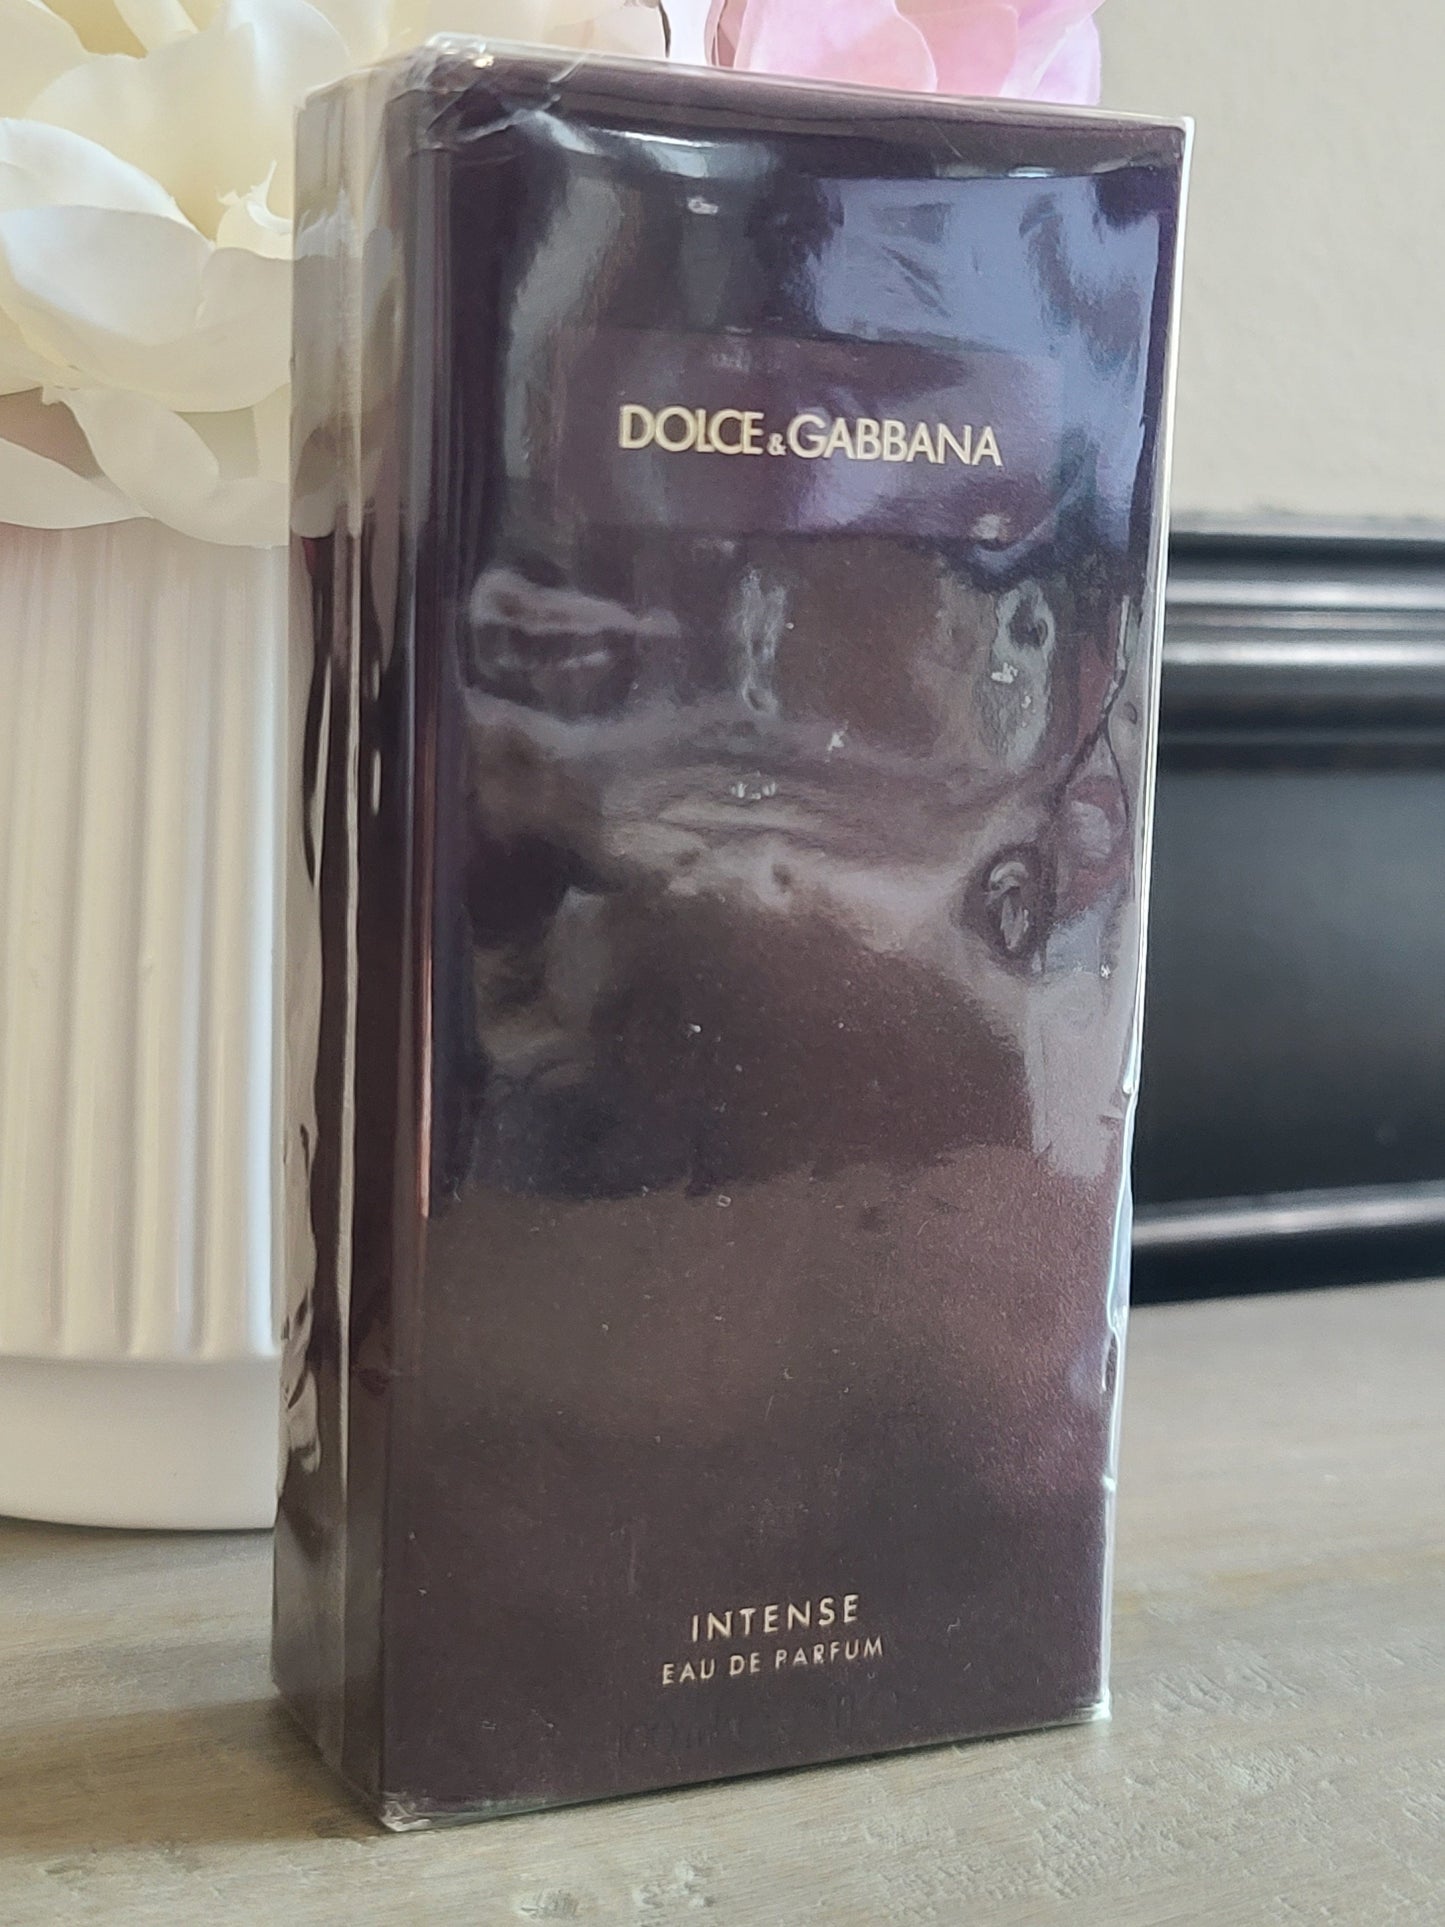 DOLCE&GABBANA
INTENSE
EAU DE PARFUM